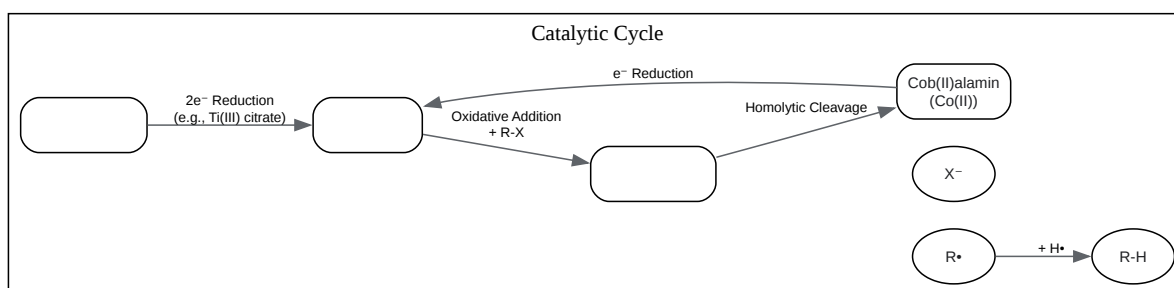 Catalytic Cycle
e⁻ Reduction
Cob(II)alamin
(Co(II))
2e⁻ Reduction
(e.g., Ti(III) citrate)
Oxidative Addition
+ R-X
Homolytic Cleavage
X⁻
R•
+ H•
R-H